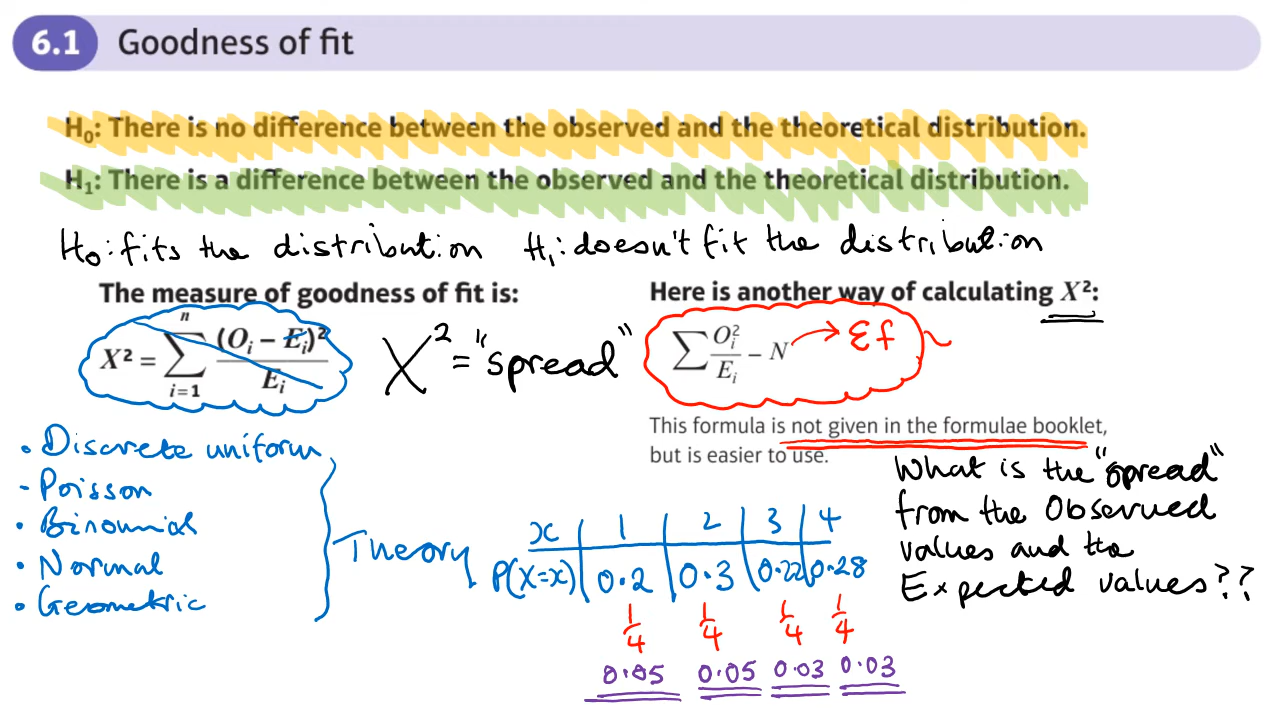 6.1 Goodness of fit
H₀: There is no difference between the observed and the theoretical distribution.
H₁: There is a difference between the observed and the theoretical distribution.
H₀: fits the distribution H₁: doesn't fit the distribution
The measure of goodness of fit is:
X² = Σ_{i=1}^{n} (Oᵢ – Eᵢ)² / Eᵢ
X² = "spread"
Here is another way of calculating X²:
Σ Oᵢ² / Eᵢ – N → Σf
This formula is not given in the formulae booklet,
but is easier to use.
• Discrete uniform
- Poisson
• Binomial
• Normal
• Geometric
Theory
x 1 2 3 4
P(X=x) 0.2 0.3 0.22 0.28
1/4 1/4 1/4 1/4
0.05 0.05 0.03 0.03
What is the "spread"
from the Observed
values and the
Expected values??